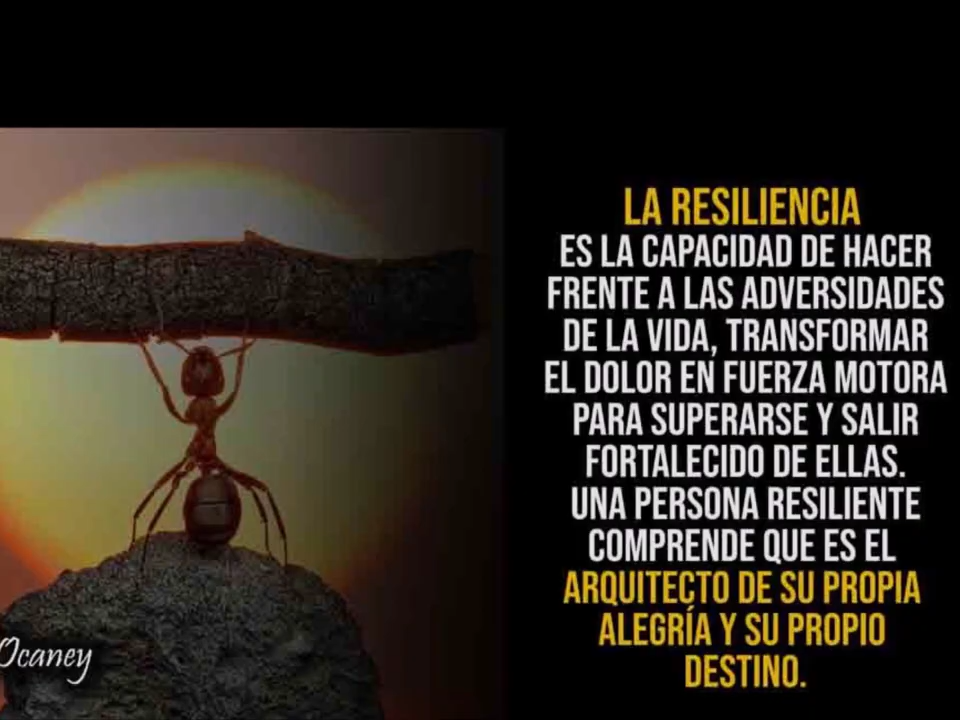 LA RESILIENCIA
ES LA CAPACIDAD DE HACER
FRENTE A LAS ADVERSIDADES
DE LA VIDA, TRANSFORMAR
EL DOLOR EN FUERZA MOTORA
PARA SUPERARSE Y SALIR
FORTALECIDO DE ELLAS.
UNA PERSONA RESILIENTE
COMPRENDE QUE ES EL
ARQUITECTO DE SU PROPIA
ALEGRÍA Y SU PROPIO
DESTINO.
Ocaney